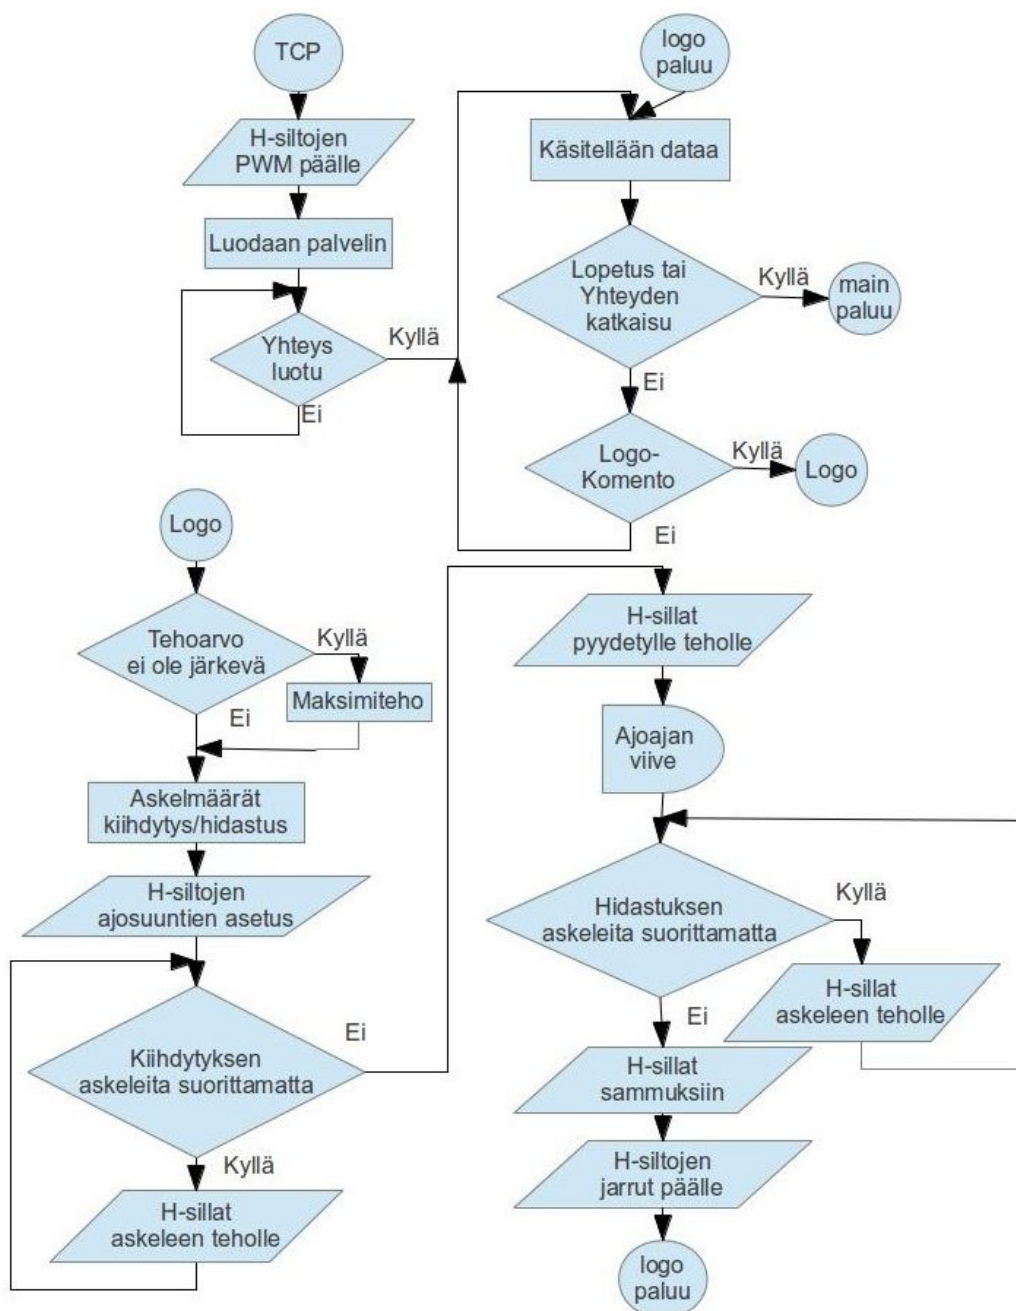 TCP
H-siltojen
PWM päälle
Luodaan palvelin
Yhteys
luotu
Kyllä
Ei
logo
paluu
Käsitellään dataa
Lopetus tai
Yhteyden
katkaisu
Kyllä
main
paluu
Ei
Logo-
Komento
Kyllä
Logo
Ei
Logo
Tehoarvo
ei ole järkevä
Kyllä
Maksimiteho
Ei
Askelmäärät
kiihdytys/hidastus
H-siltojen
ajosuuntien asetus
Kiihdytyksen
askeleita suorittamatta
Ei
Kyllä
H-sillat
askeleen teholle
H-sillat
pyydetylle teholle
Ajoajan
viive
Hidastuksen
askeleita suorittamatta
Kyllä
H-sillat
askeleen teholle
Ei
H-sillat
sammuksiin
H-siltojen
jarrut päälle
logo
paluu